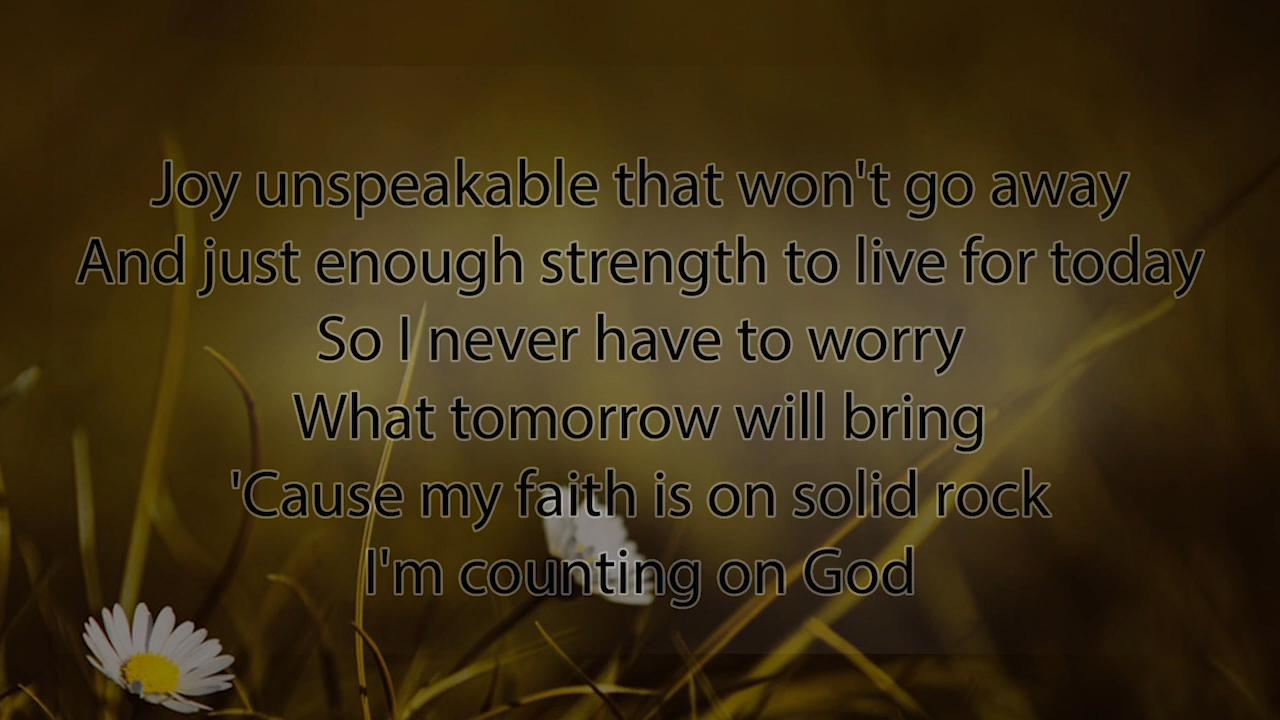 Joy unspeakable that won't go away
And just enough strength to live for today
So I never have to worry
What tomorrow will bring
'Cause my faith is on solid rock
I'm counting on God